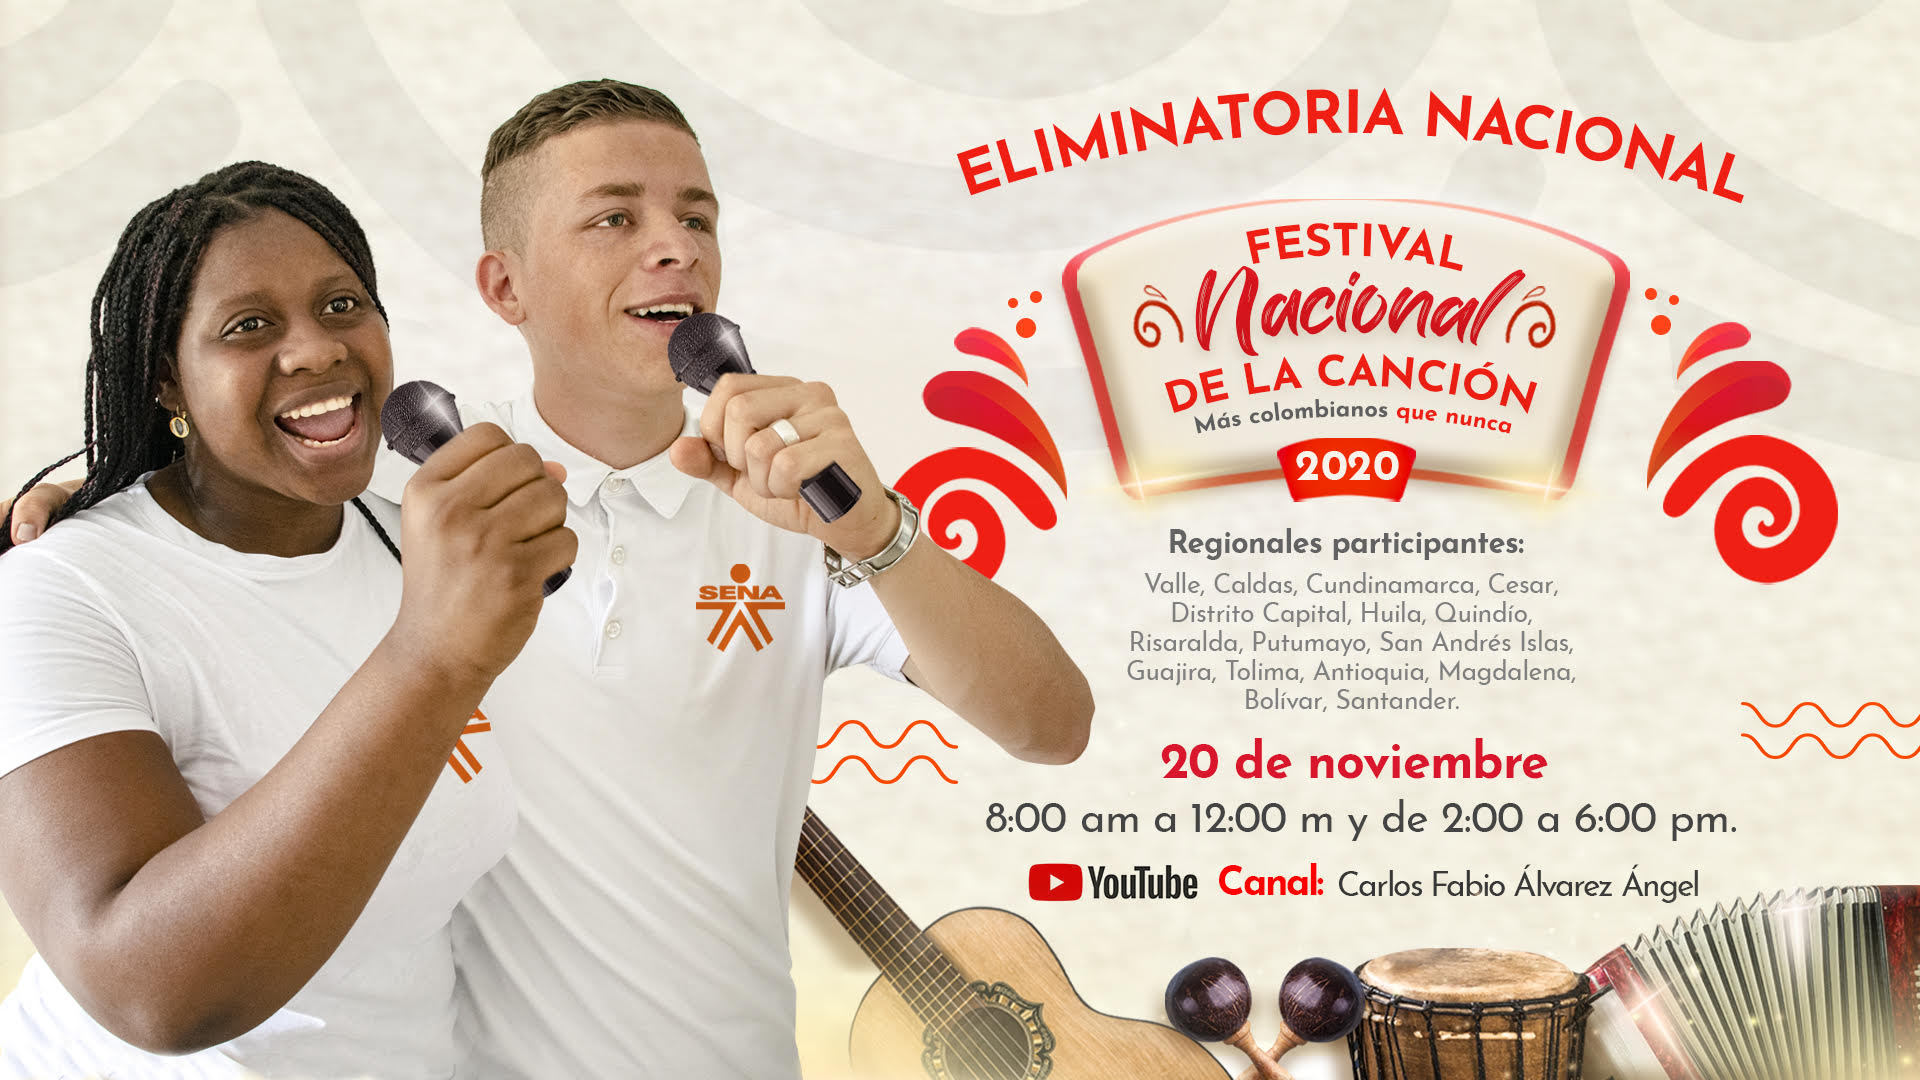 ELIMINATORIA NACIONAL
FESTIVAL
Nacional
DE LA CANCIÓN
Más colombianos que nunca
2020
Regionales participantes:
Valle, Caldas, Cundinamarca, Cesar,
Distrito Capital, Huila, Quindío,
Risaralda, Putumayo, San Andrés Islas,
Guajira, Tolima, Antioquia, Magdalena,
Bolívar, Santander.
20 de noviembre
8:00 am a 12:00 m y de 2:00 a 6:00 pm.
YouTube Canal: Carlos Fabio Álvarez Ángel
SENA